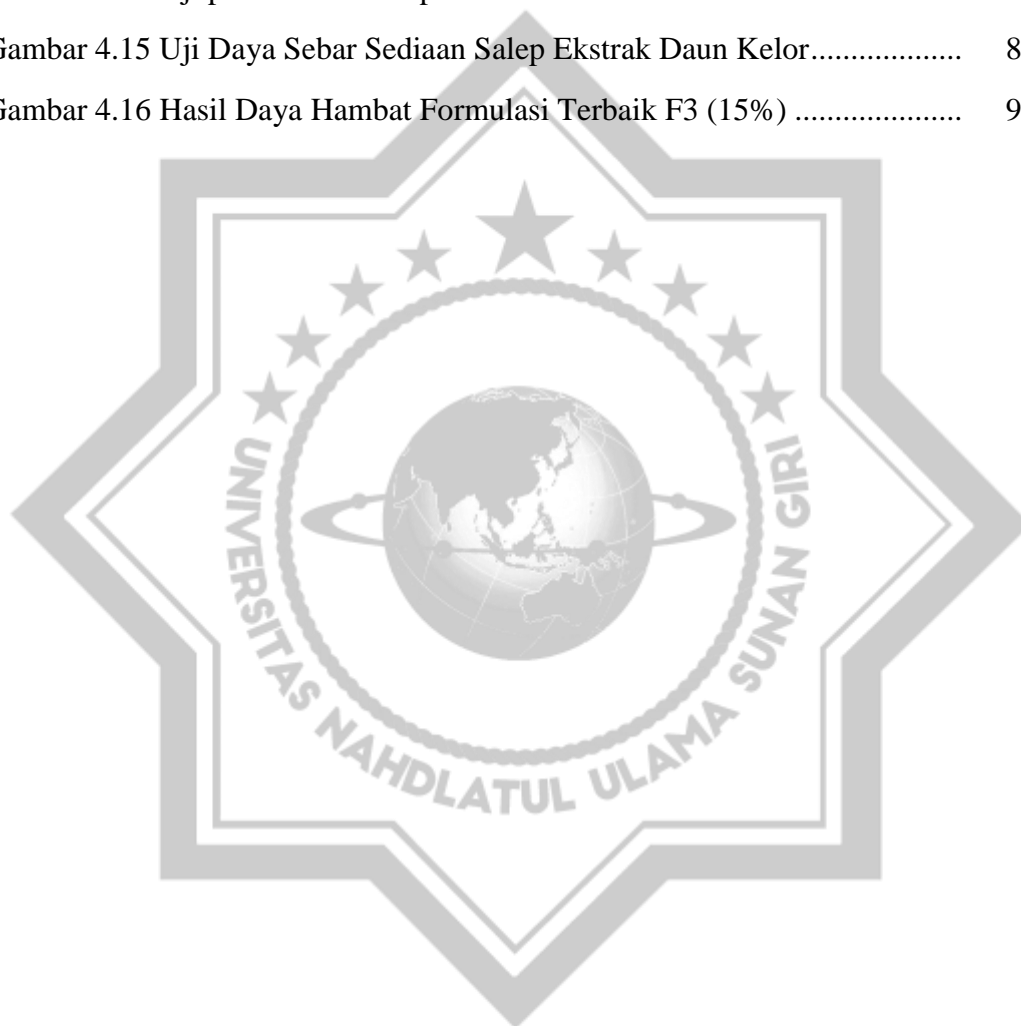 Gambar 4.15 Uji Daya Sebar Sediaan Salep Ekstrak Daun Kelor.................. 8
Gambar 4.16 Hasil Daya Hambat Formulasi Terbaik F3 (15%) .................... 9
UNIVERSITAS NAHDLATUL ULAMA SUNAN GIRI